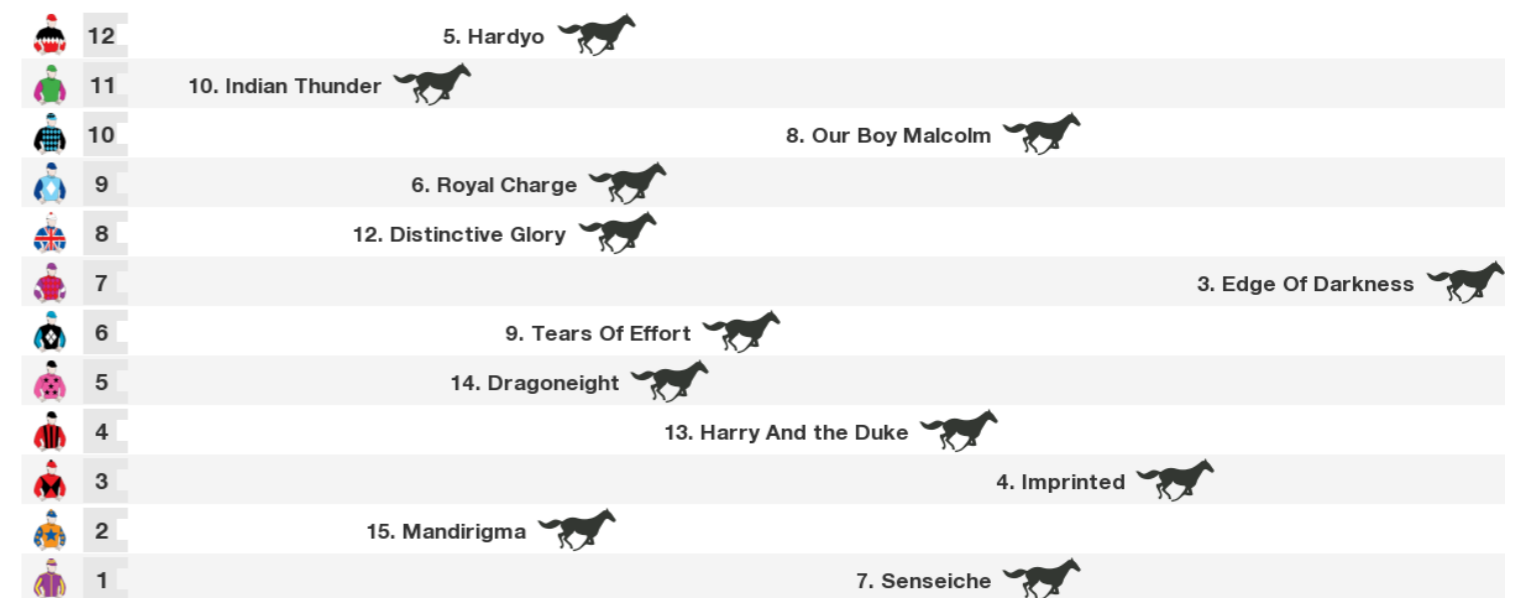 12 5. Hardyo
11 10. Indian Thunder
10 8. Our Boy Malcolm
9 6. Royal Charge
8 12. Distinctive Glory
7 3. Edge Of Darkness
6 9. Tears Of Effort
5 14. Dragoneight
4 13. Harry And the Duke
3 4. Imprinted
2 15. Mandirigma
1 7. Senseiche